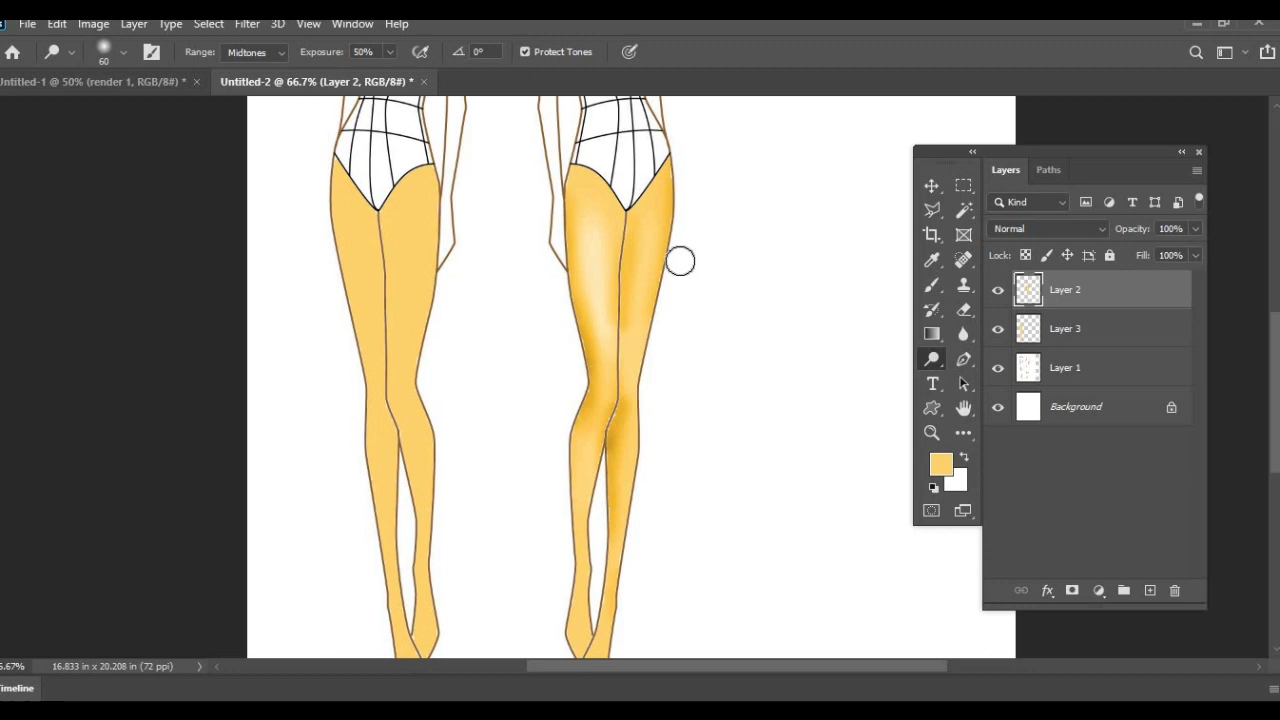 File Edit Image Layer Type Select Filter 3D View Window Help
60 Range: Midtones Exposure: 50% 0° Protect Tones
Untitled-1 @ 50% (render 1, RGB/8#) * × Untitled-2 @ 66.7% (Layer 2, RGB/8#) * ×
Layers Paths
Kind
Normal Opacity: 100%
Lock: Fill: 100%
Layer 2
Layer 3
Layer 1
Background
fx
6.67% 16.833 in x 20.208 in (72 ppi)
Timeline